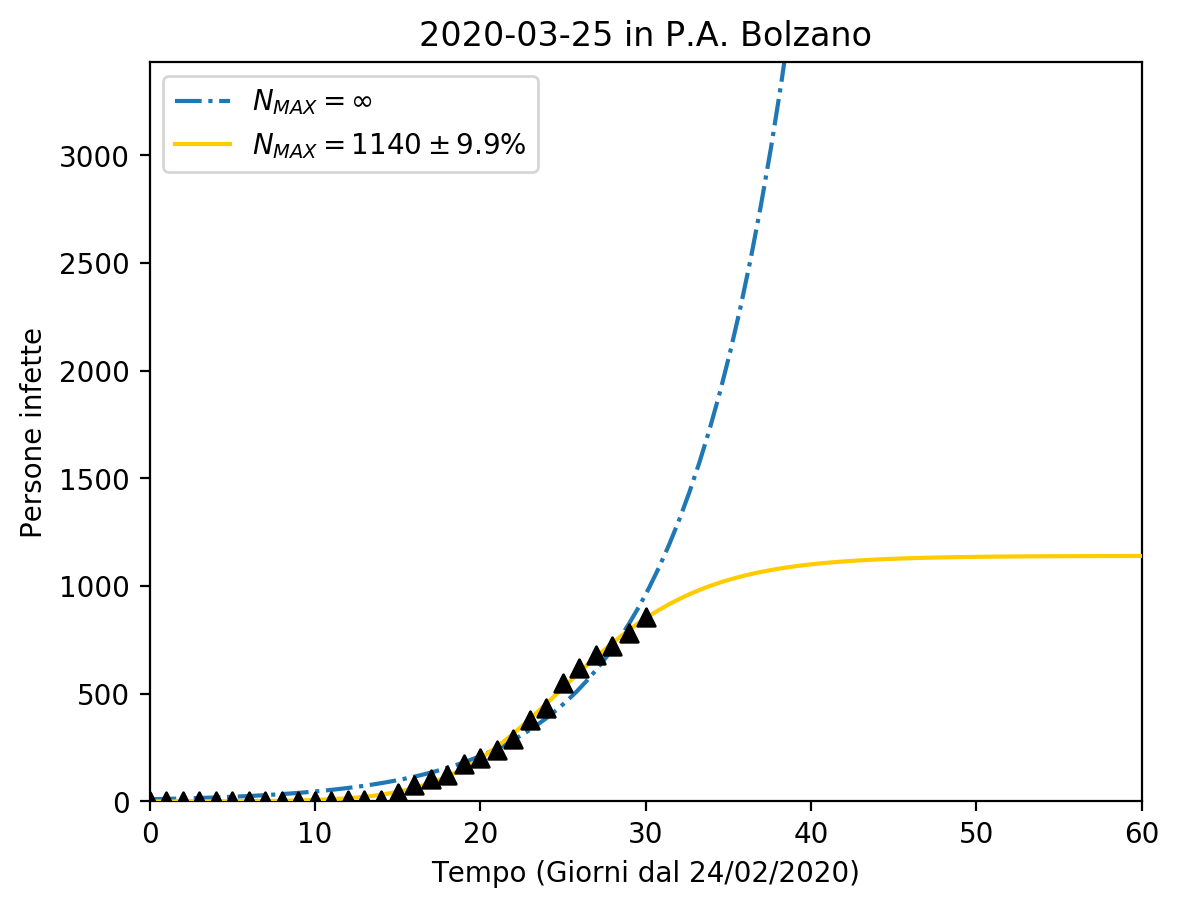 2020-03-25 in P.A. Bolzano
N_MAX = ∞
N_MAX = 1140 ± 9.9%
Persone infette
3000
2500
2000
1500
1000
500
0
0 10 20 30 40 50 60
Tempo (Giorni dal 24/02/2020)